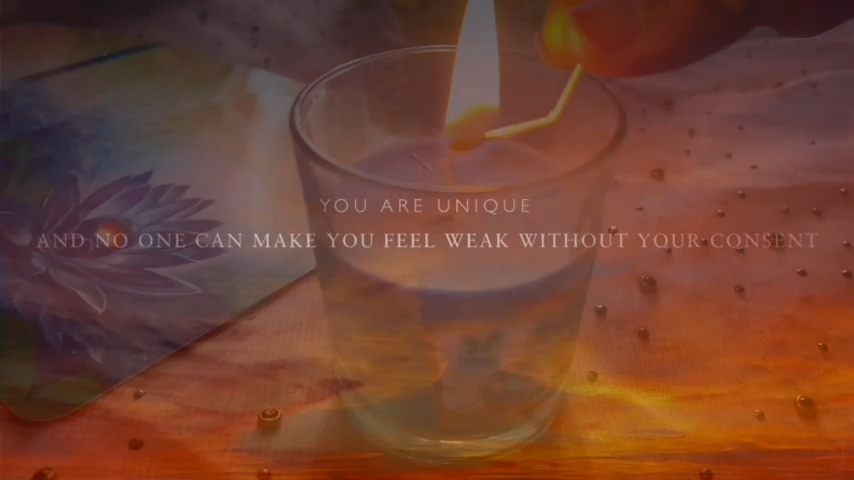 YOU ARE UNIQUE
AND NO ONE CAN MAKE YOU FEEL WEAK WITHOUT YOUR CONSENT